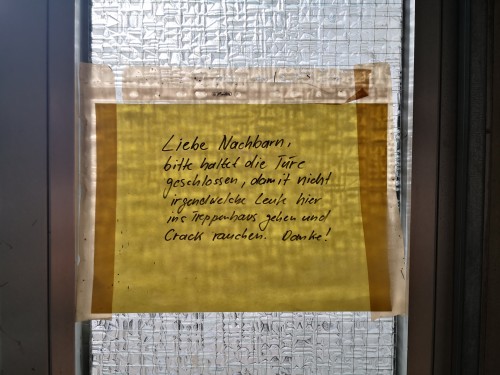 Liebe Nachbarn,
bitte haltet die Türe
geschlossen, damit nicht
irgendwelche Leute hier
ins Treppenhaus gehen und
Crack rauchen. Danke!